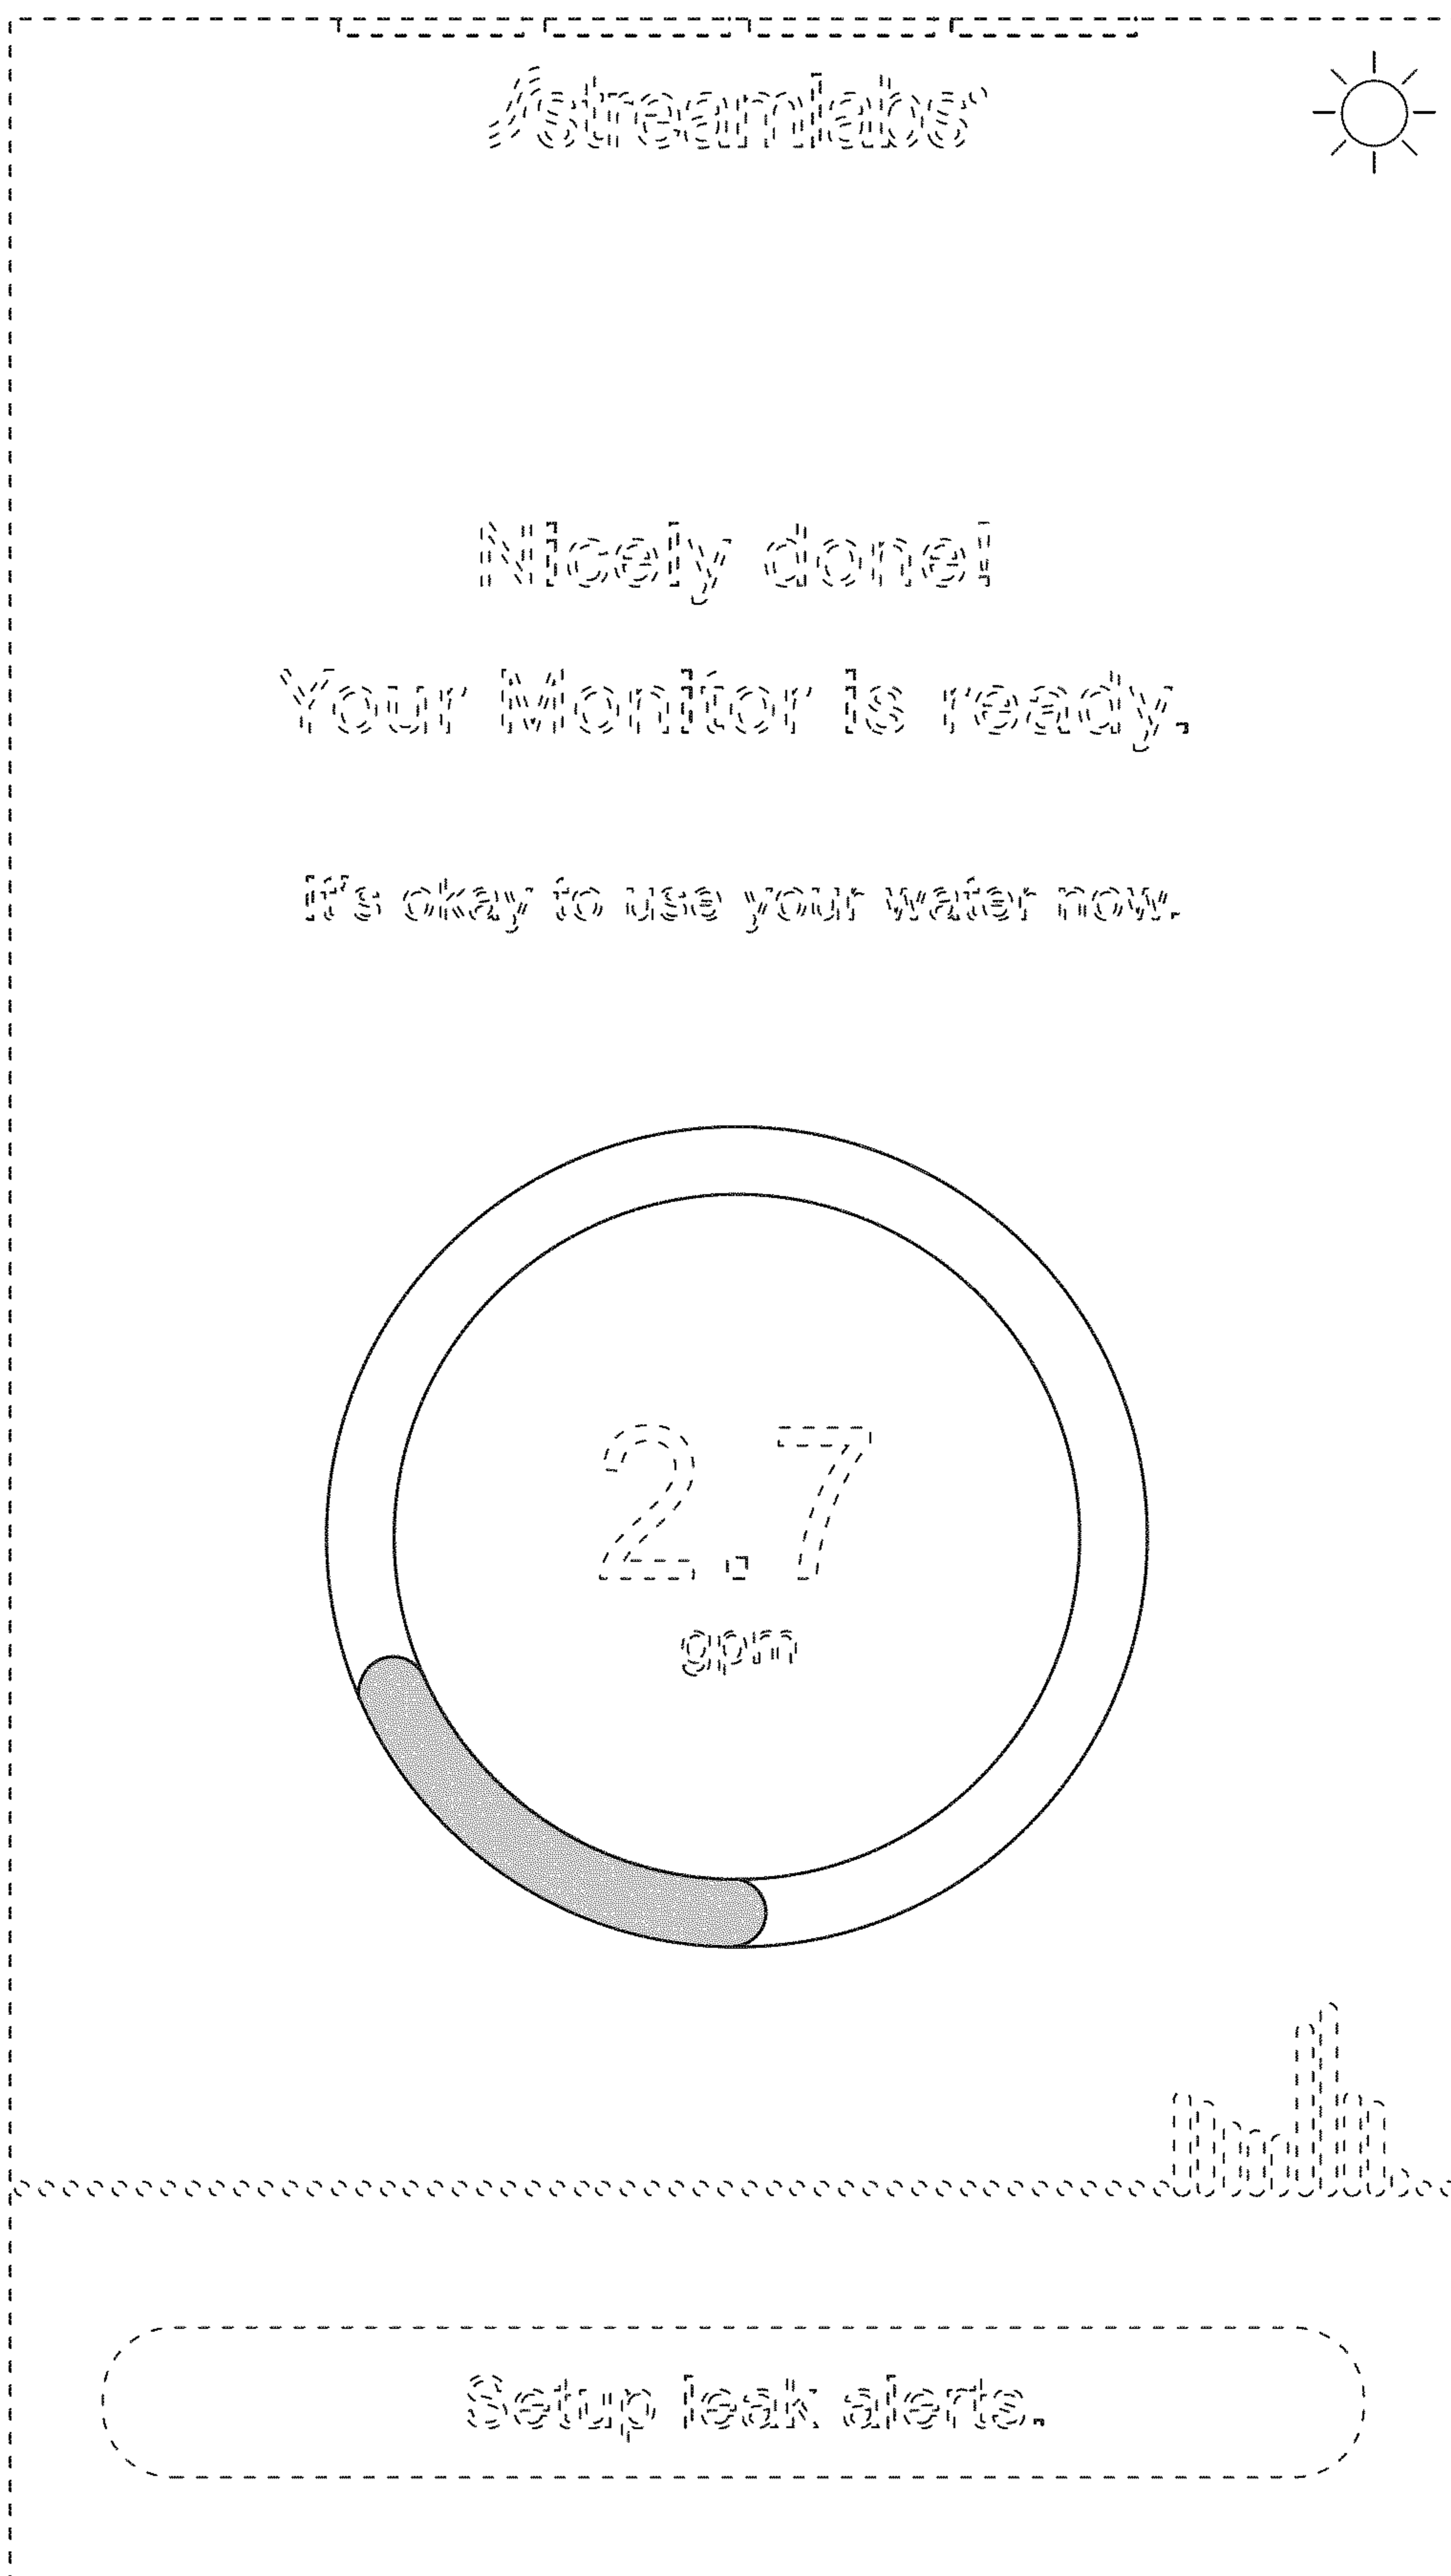 streamlabs
Nicely done!
Your Monitor is ready.
It's okay to use your water now.
2.7
gpm
Setup leak alerts.